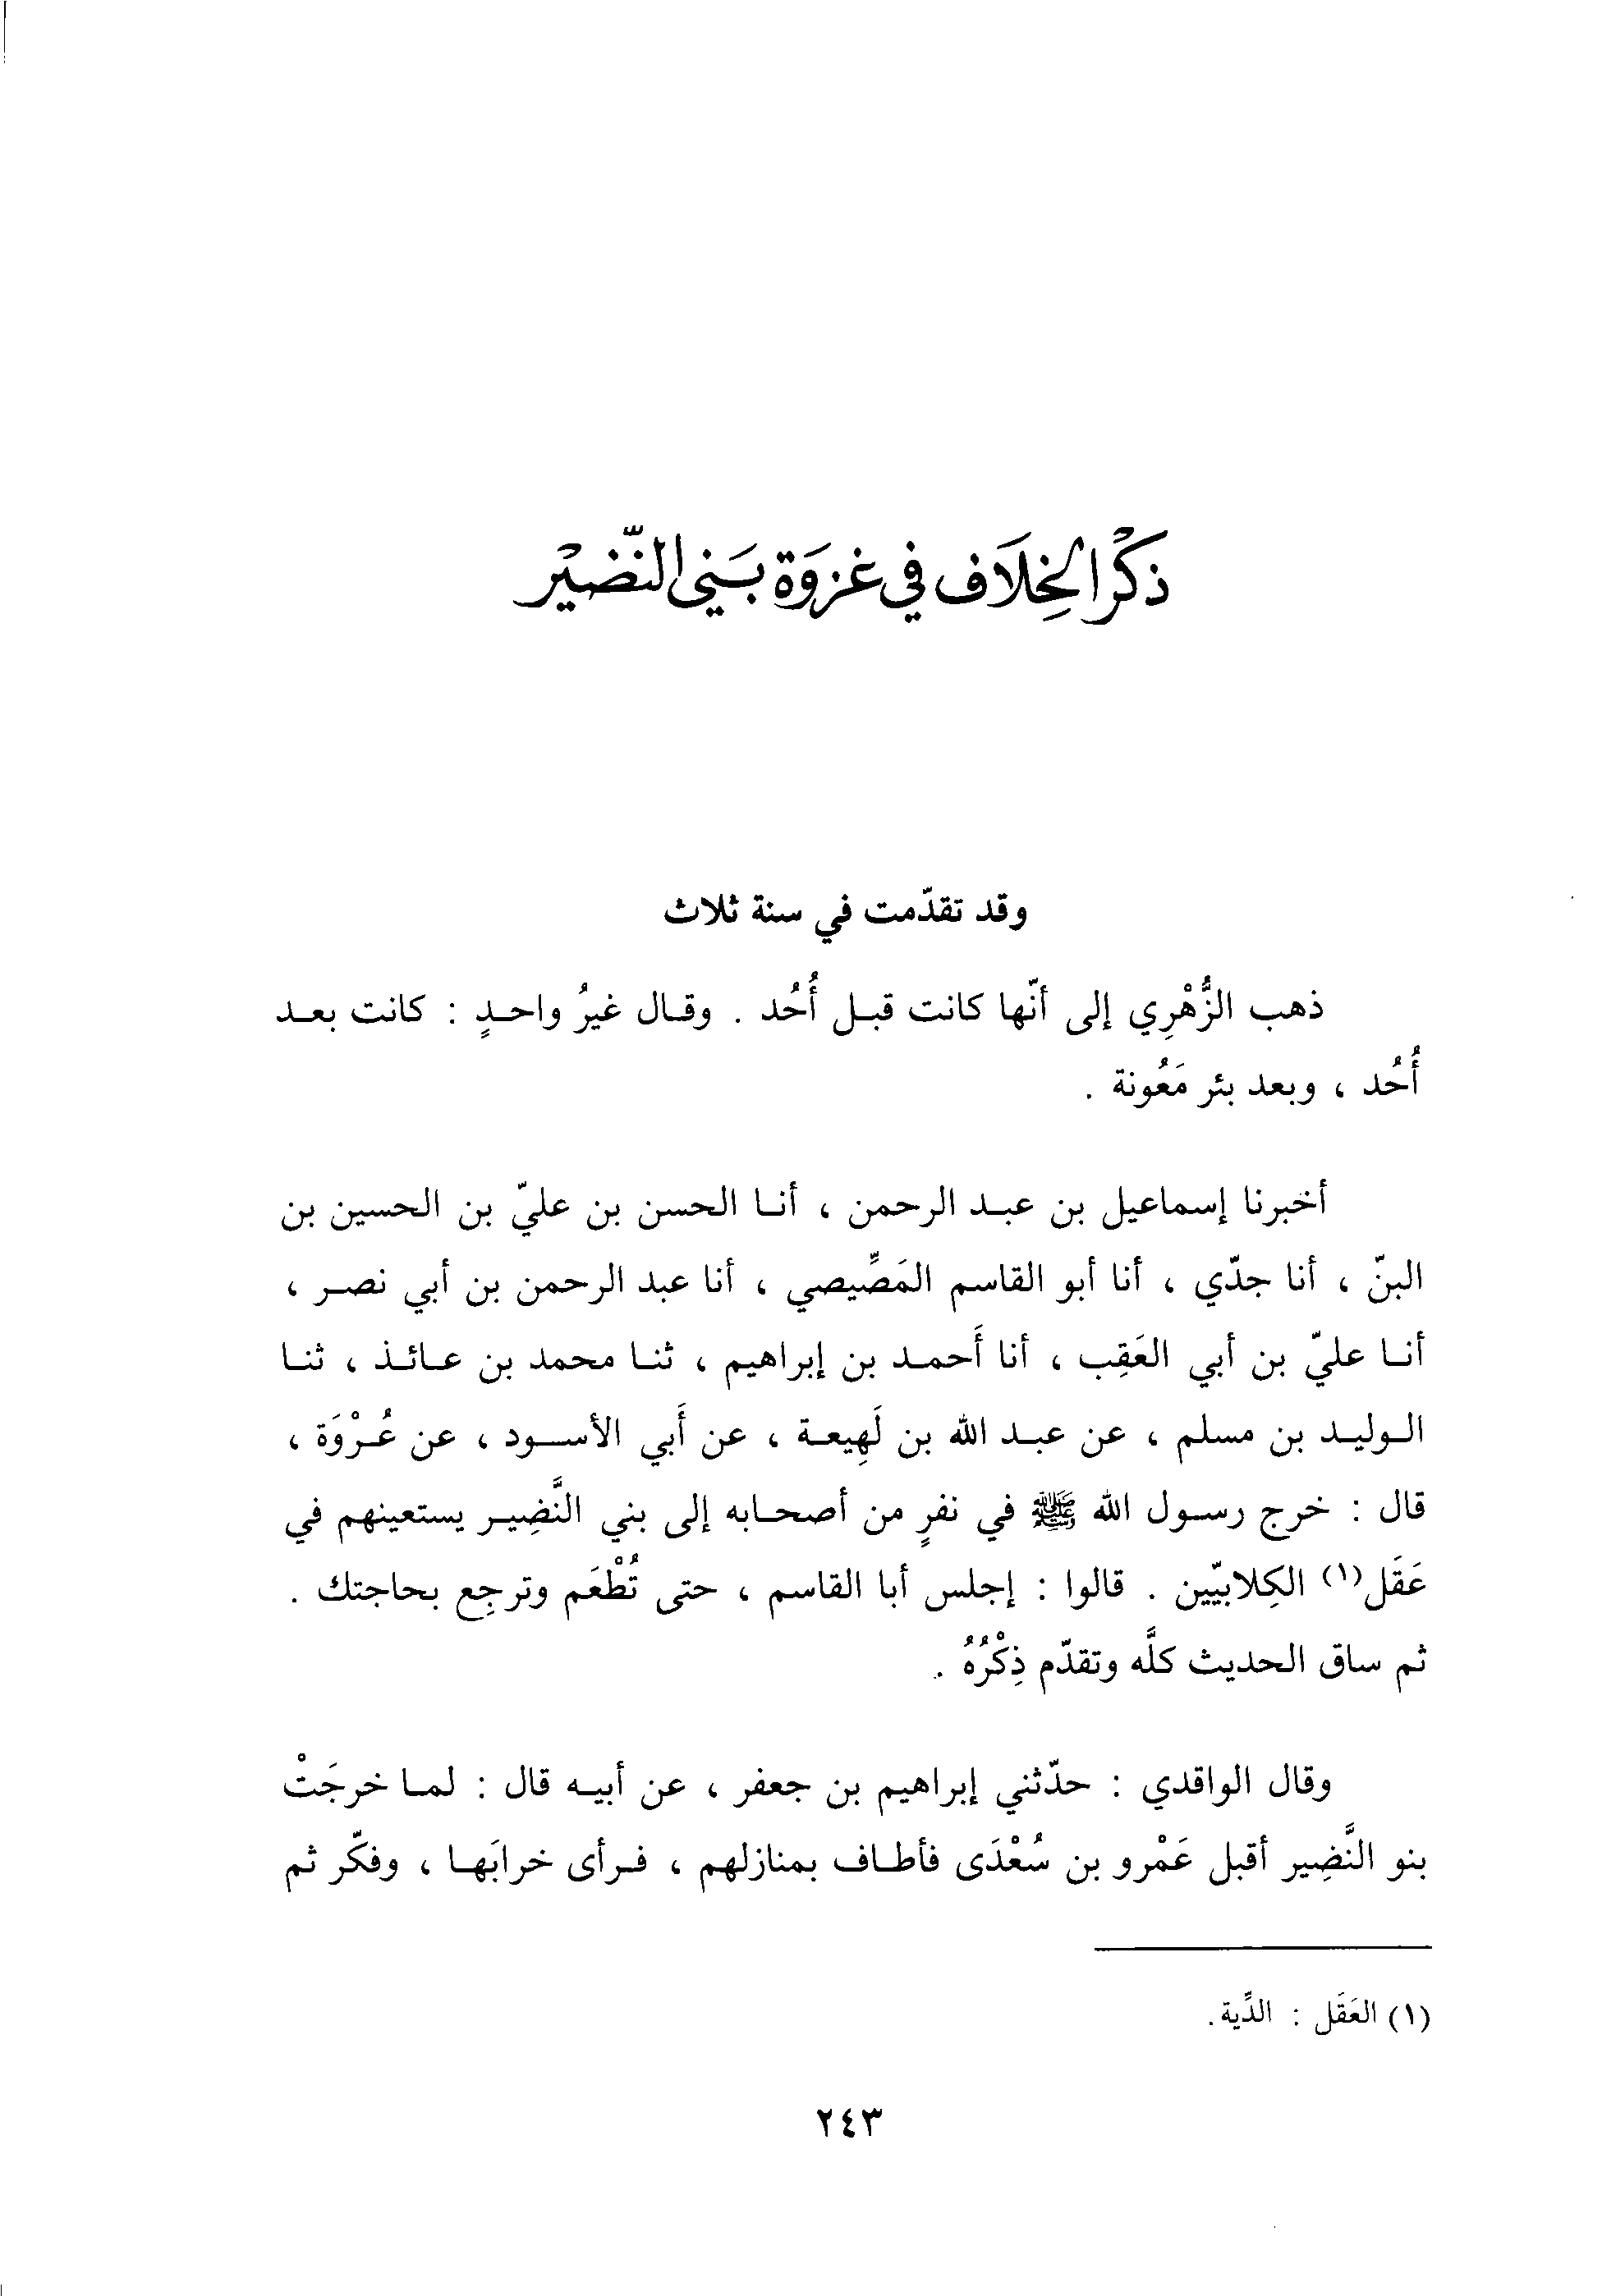 ذكر الخِلَاف في غزوَة بَني النّضيْر
وقد تقدّمت في سنة ثلاث
ذهب الزُّهْرِي إلى أنّها كانت قبل أُحُد . وقال غيرُ واحدٍ : كانت بعد
أُحُد ، وبعد بئر مَعُونة .
أخبرنا إسماعيل بن عبد الرحمن ، أنا الحسن بن عليّ بن الحسين بن
البنّ ، أنا جدّي ، أنا أبو القاسم المَصِّيصي ، أنا عبد الرحمن بن أبي نصر ،
أنا عليّ بن أبي العَقِب ، أنا أَحمد بن إبراهيم ، ثنا محمد بن عائذ ، ثنا
الوليد بن مسلم ، عن عبد الله بن لَهِيعة ، عن أَبي الأسود ، عن عُرْوَة ،
قال : خرج رسول الله ﷺ في نفرٍ من أصحابه إلى بني النَّضِير يستعينهم في
عَقَل(١) الكِلابيّين . قالوا : إجلس أبا القاسم ، حتى تُطْعَم وترجِع بحاجتك .
ثم ساق الحديث كلَّه وتقدّم ذِكْرُهُ .
وقال الواقدي : حدّثني إبراهيم بن جعفر ، عن أبيه قال : لما خرجَتْ
بنو النَّضِير أقبل عَمْرو بن سُعْدَى فأطاف بمنازلهم ، فرأى خرابَها ، وفكّر ثم
(١) العَقَل : الدِّية .
٢٤٣